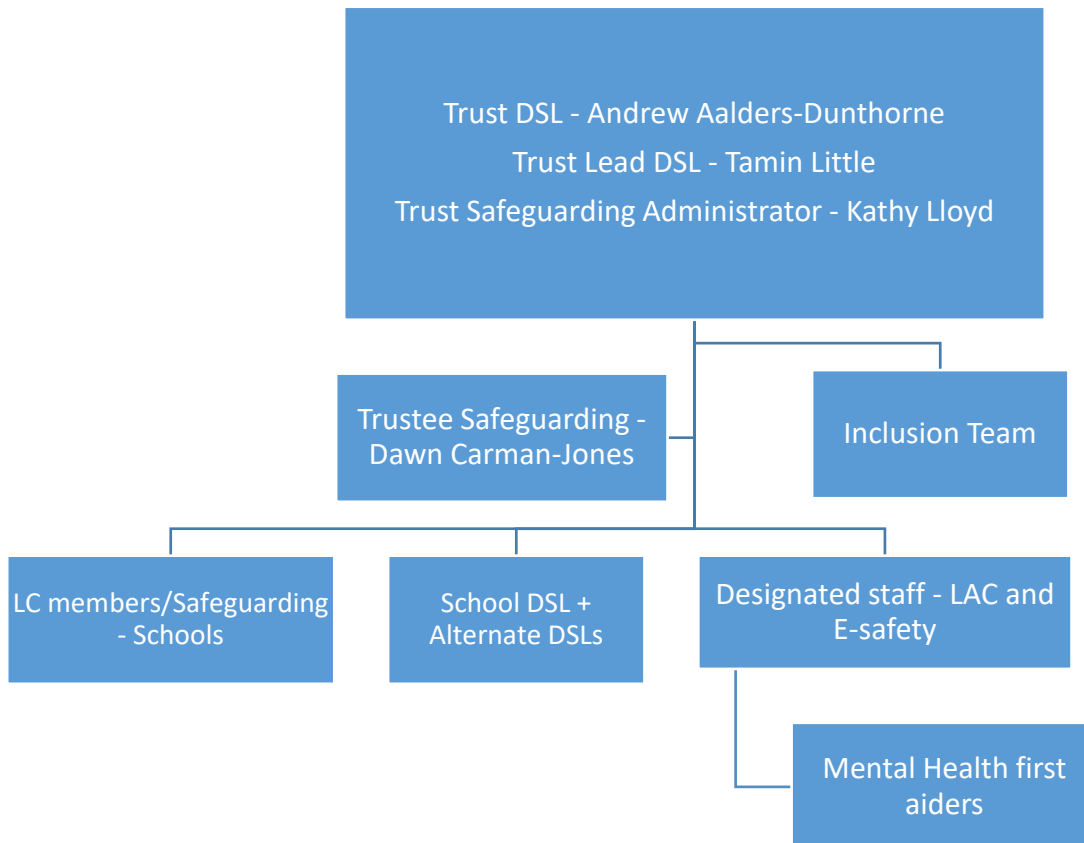 Trust DSL - Andrew Aalders-Dunthorne
Trust Lead DSL - Tamin Little
Trust Safeguarding Administrator - Kathy Lloyd
Trustee Safeguarding -
Dawn Carman-Jones
Inclusion Team
LC members/Safeguarding
- Schools
School DSL +
Alternate DSLs
Designated staff - LAC and
E-safety
Mental Health first
aiders